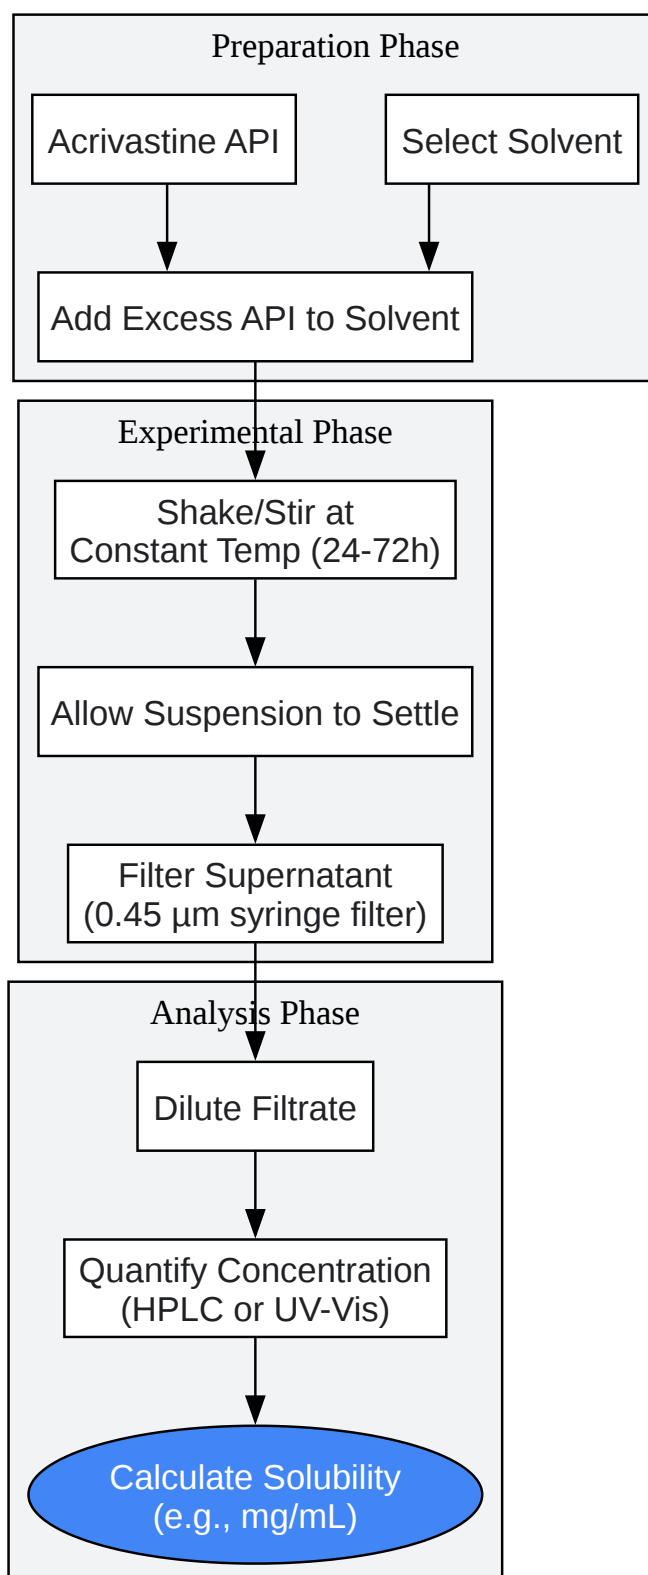 Preparation Phase
Acrivastine API
Select Solvent
Add Excess API to Solvent
Experimental Phase
Shake/Stir at
Constant Temp (24-72h)
Allow Suspension to Settle
Filter Supernatant
(0.45 µm syringe filter)
Analysis Phase
Dilute Filtrate
Quantify Concentration
(HPLC or UV-Vis)
Calculate Solubility
(e.g., mg/mL)